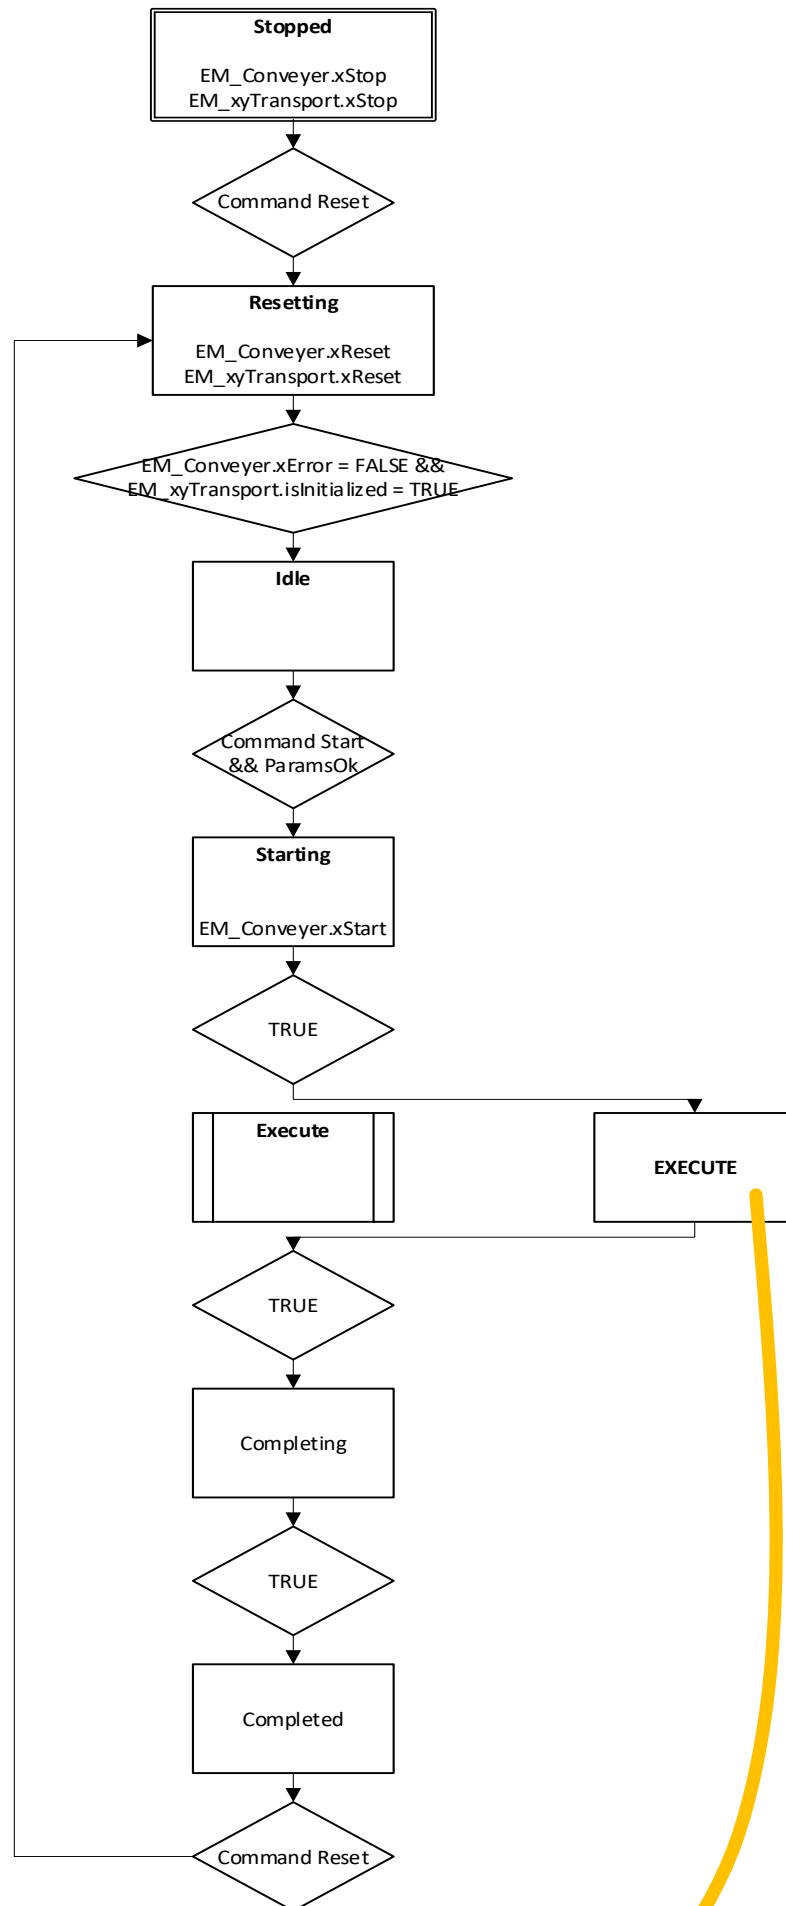 Stopped
EM_Conveyer.xStop
EM_xyTransport.xStop
Command Reset
Resetting
EM_Conveyer.xReset
EM_xyTransport.xReset
EM_Conveyer.xError = FALSE &&
EM_xyTransport.isInitialized = TRUE
Idle
Command Start
&& ParamsOk
Starting
EM_Conveyer.xStart
TRUE
Execute
EXECUTE
TRUE
Completing
TRUE
Completed
Command Reset